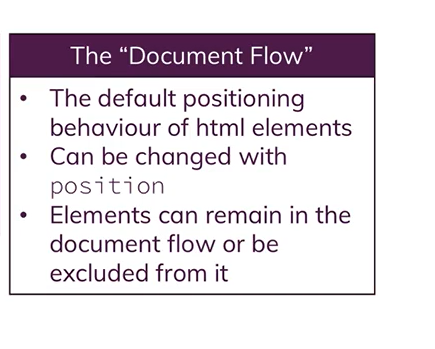 The “Document Flow”
• The default positioning
behaviour of html elements
• Can be changed with
position
• Elements can remain in the
document flow or be
excluded from it